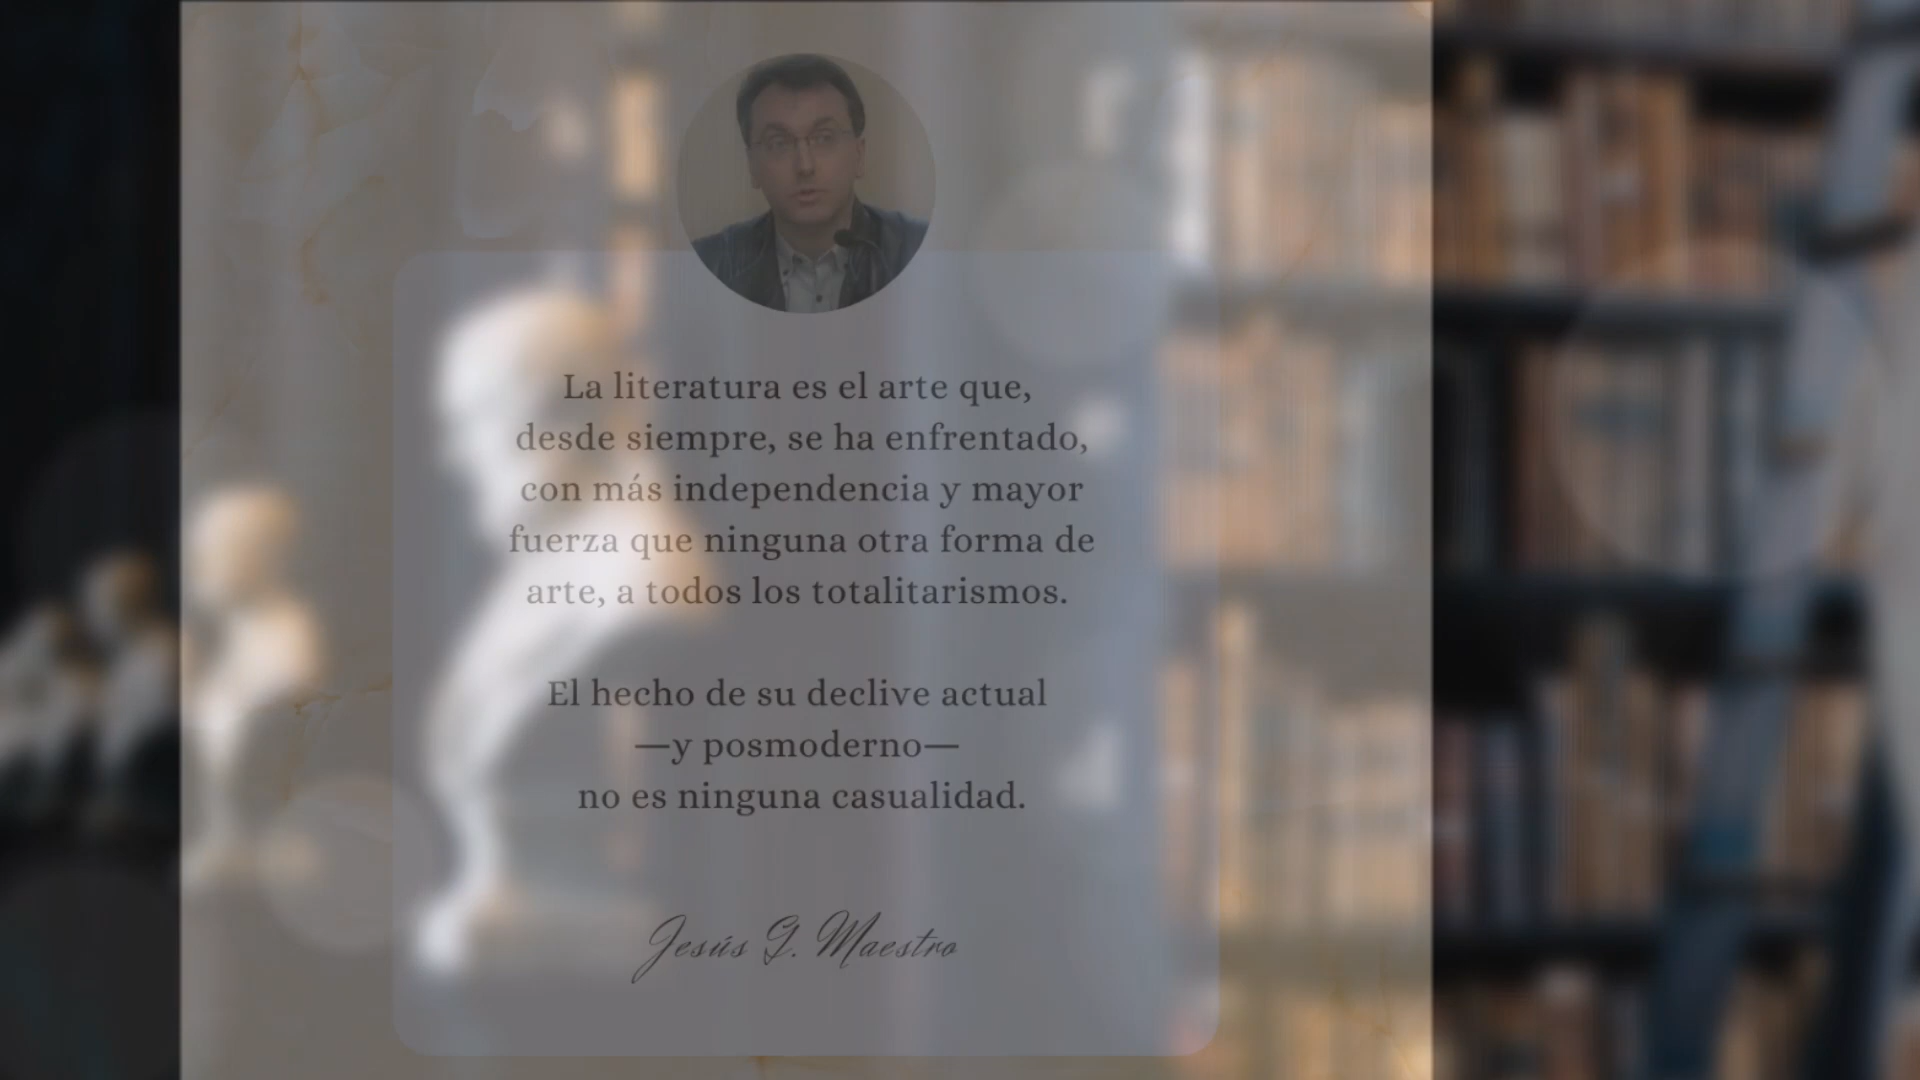 La literatura es el arte que,
desde siempre, se ha enfrentado,
con más independencia y mayor
fuerza que ninguna otra forma de
arte, a todos los totalitarismos.
El hecho de su declive actual
—y posmoderno—
no es ninguna casualidad.
Jesús G. Maestro